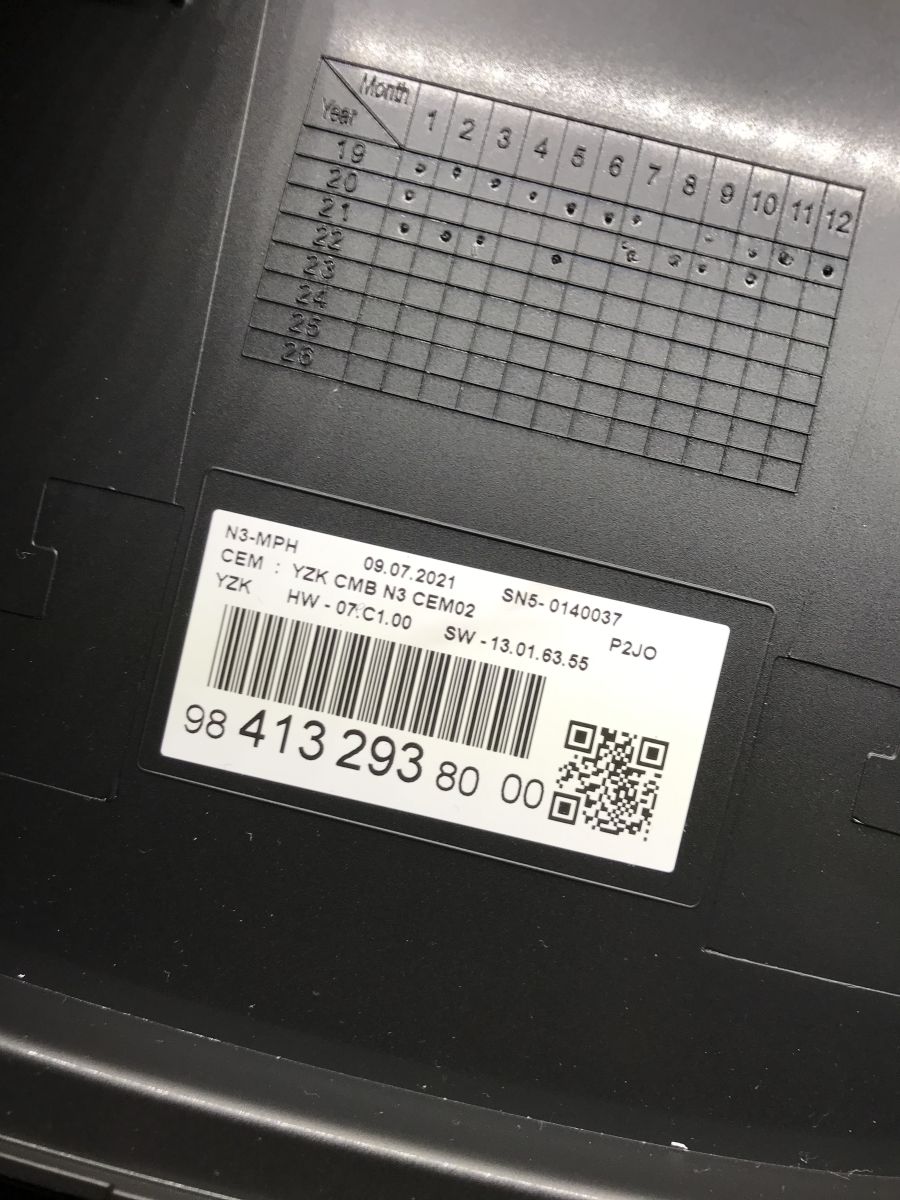 Month
Year
1 2 3 4 5 6 7 8 9 10 11 12
19
20
21
22
23
24
25
26
N3-MPH 09.07.2021 SN5- 0140037
CEM : YZK CMB N3 CEM02 P2JO
YZK HW - 07.C1.00 SW -13.01.63.55
98 413 293 80 00